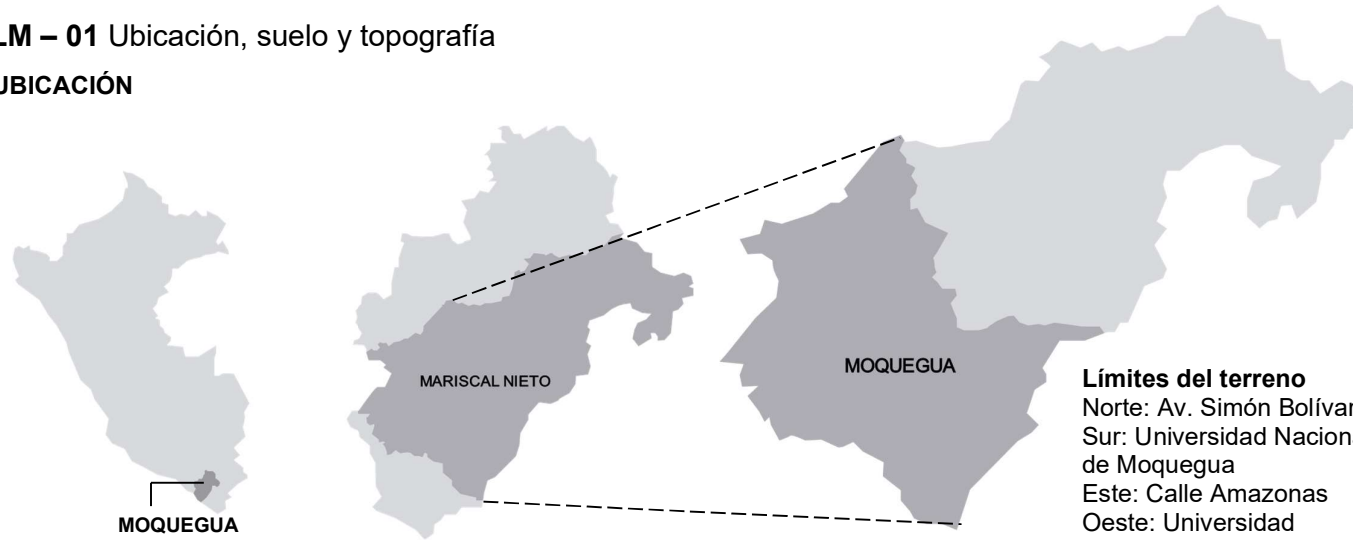 LM – 01 Ubicación, suelo y topografía
UBICACIÓN
MOQUEGUA
MARISCAL NIETO
MOQUEGUA
Límites del terreno
Norte: Av. Simón Bolívar
Sur: Universidad Naciona
de Moquegua
Este: Calle Amazonas
Oeste: Universidad